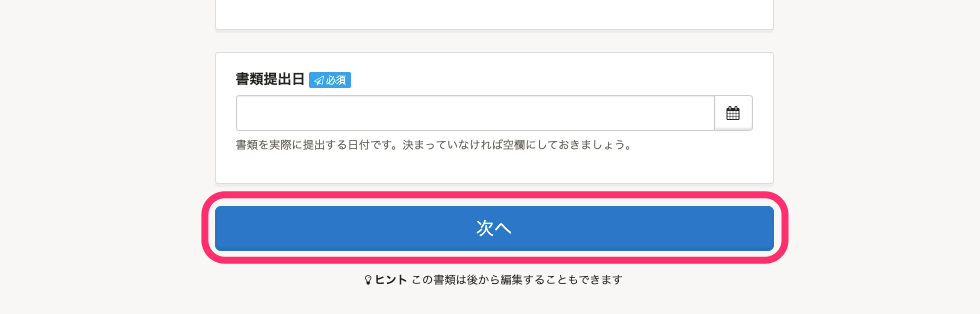 書類提出日 必須
書類を実際に提出する日付です。決まっていなければ空欄にしておきましょう。
次へ
ヒント この書類は後から編集することもできます